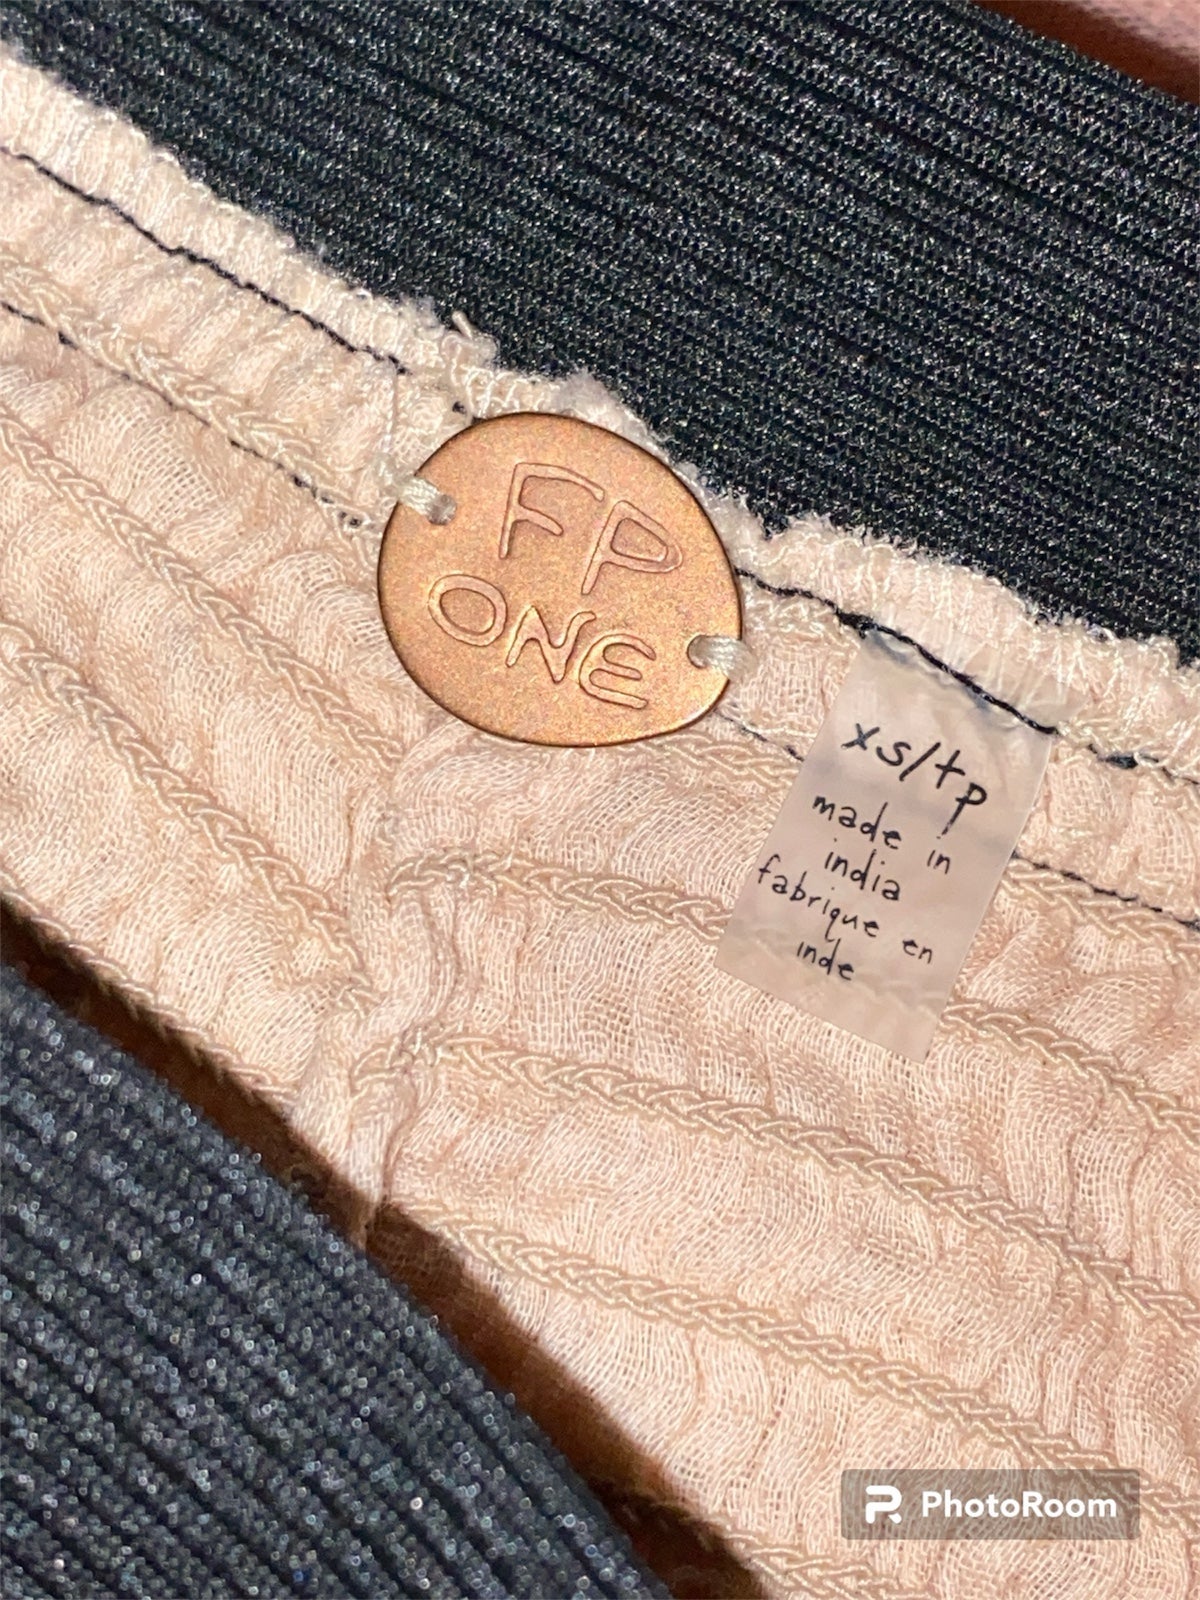 FP
ONE
xs/tp
made in
india
fabrique en
inde
PhotoRoom